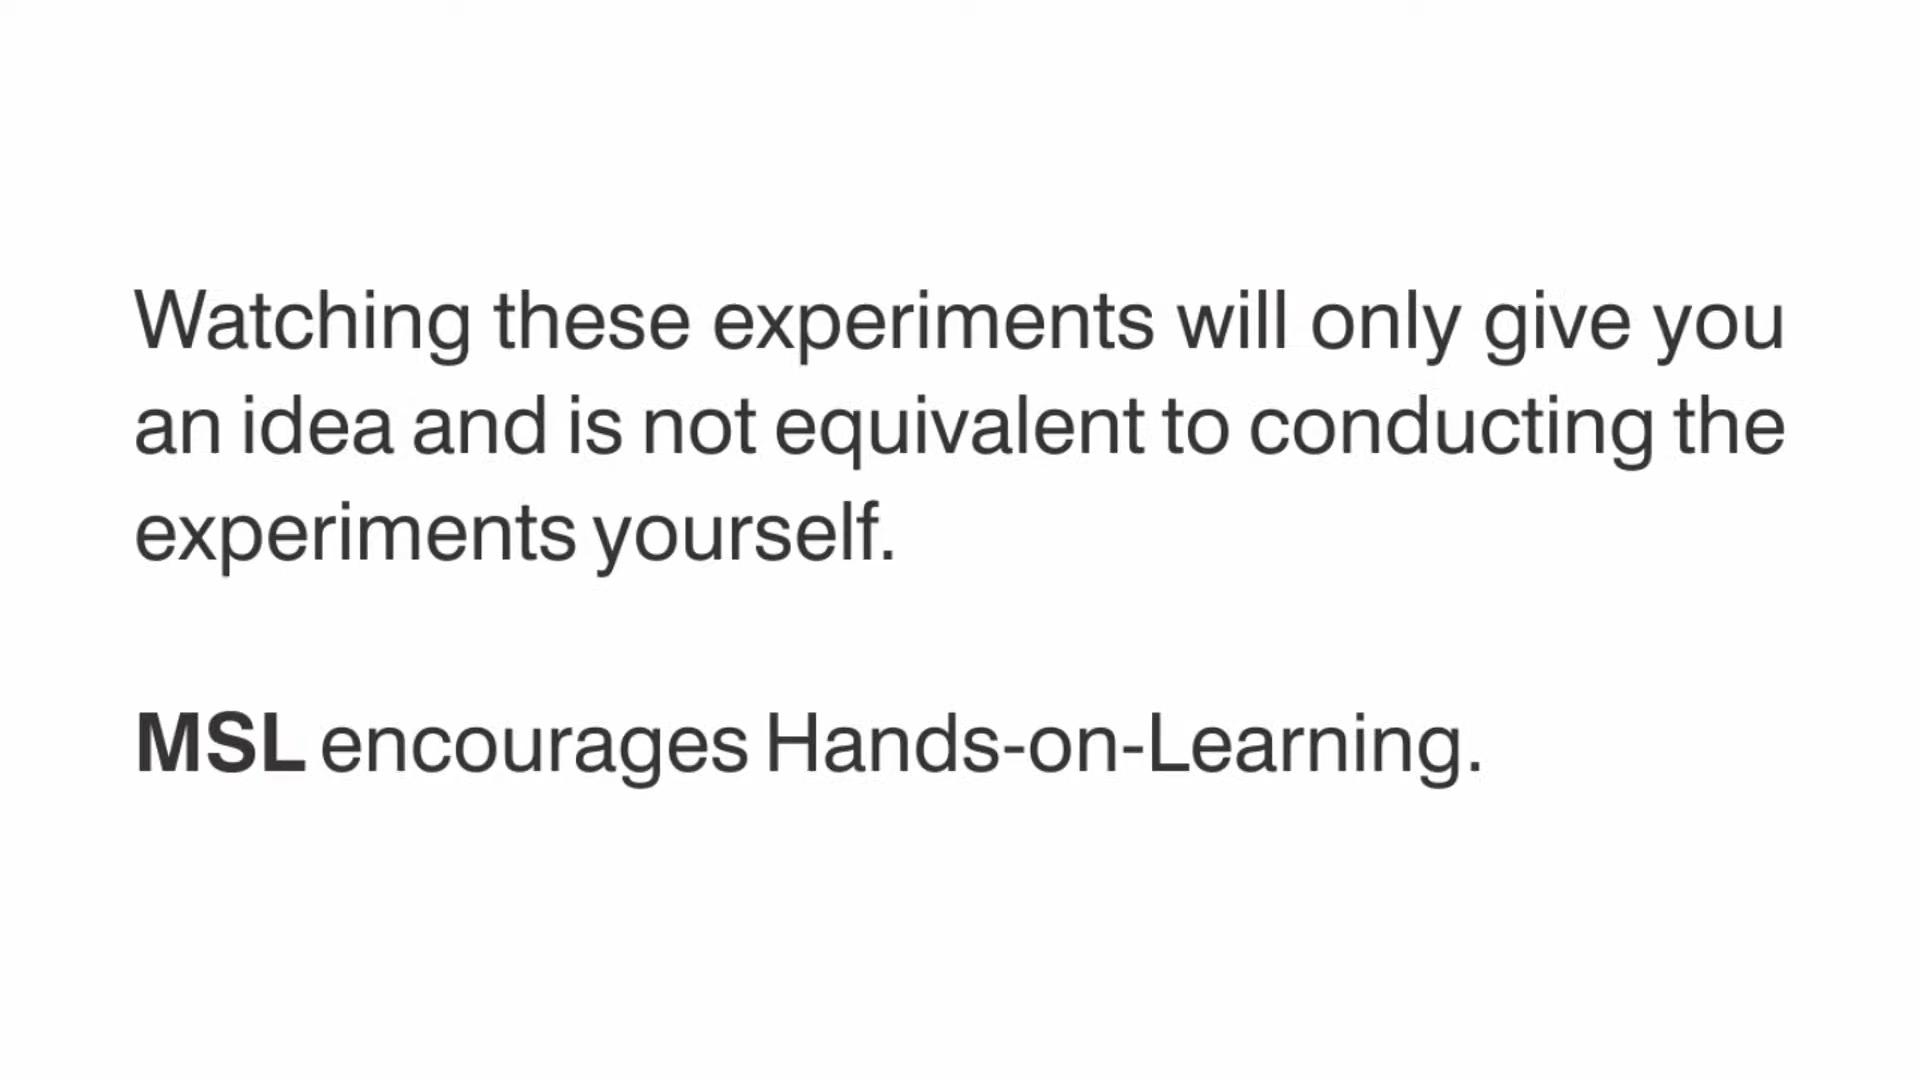 Watching these experiments will only give you
an idea and is not equivalent to conducting the
experiments yourself.
MSL encourages Hands-on-Learning.